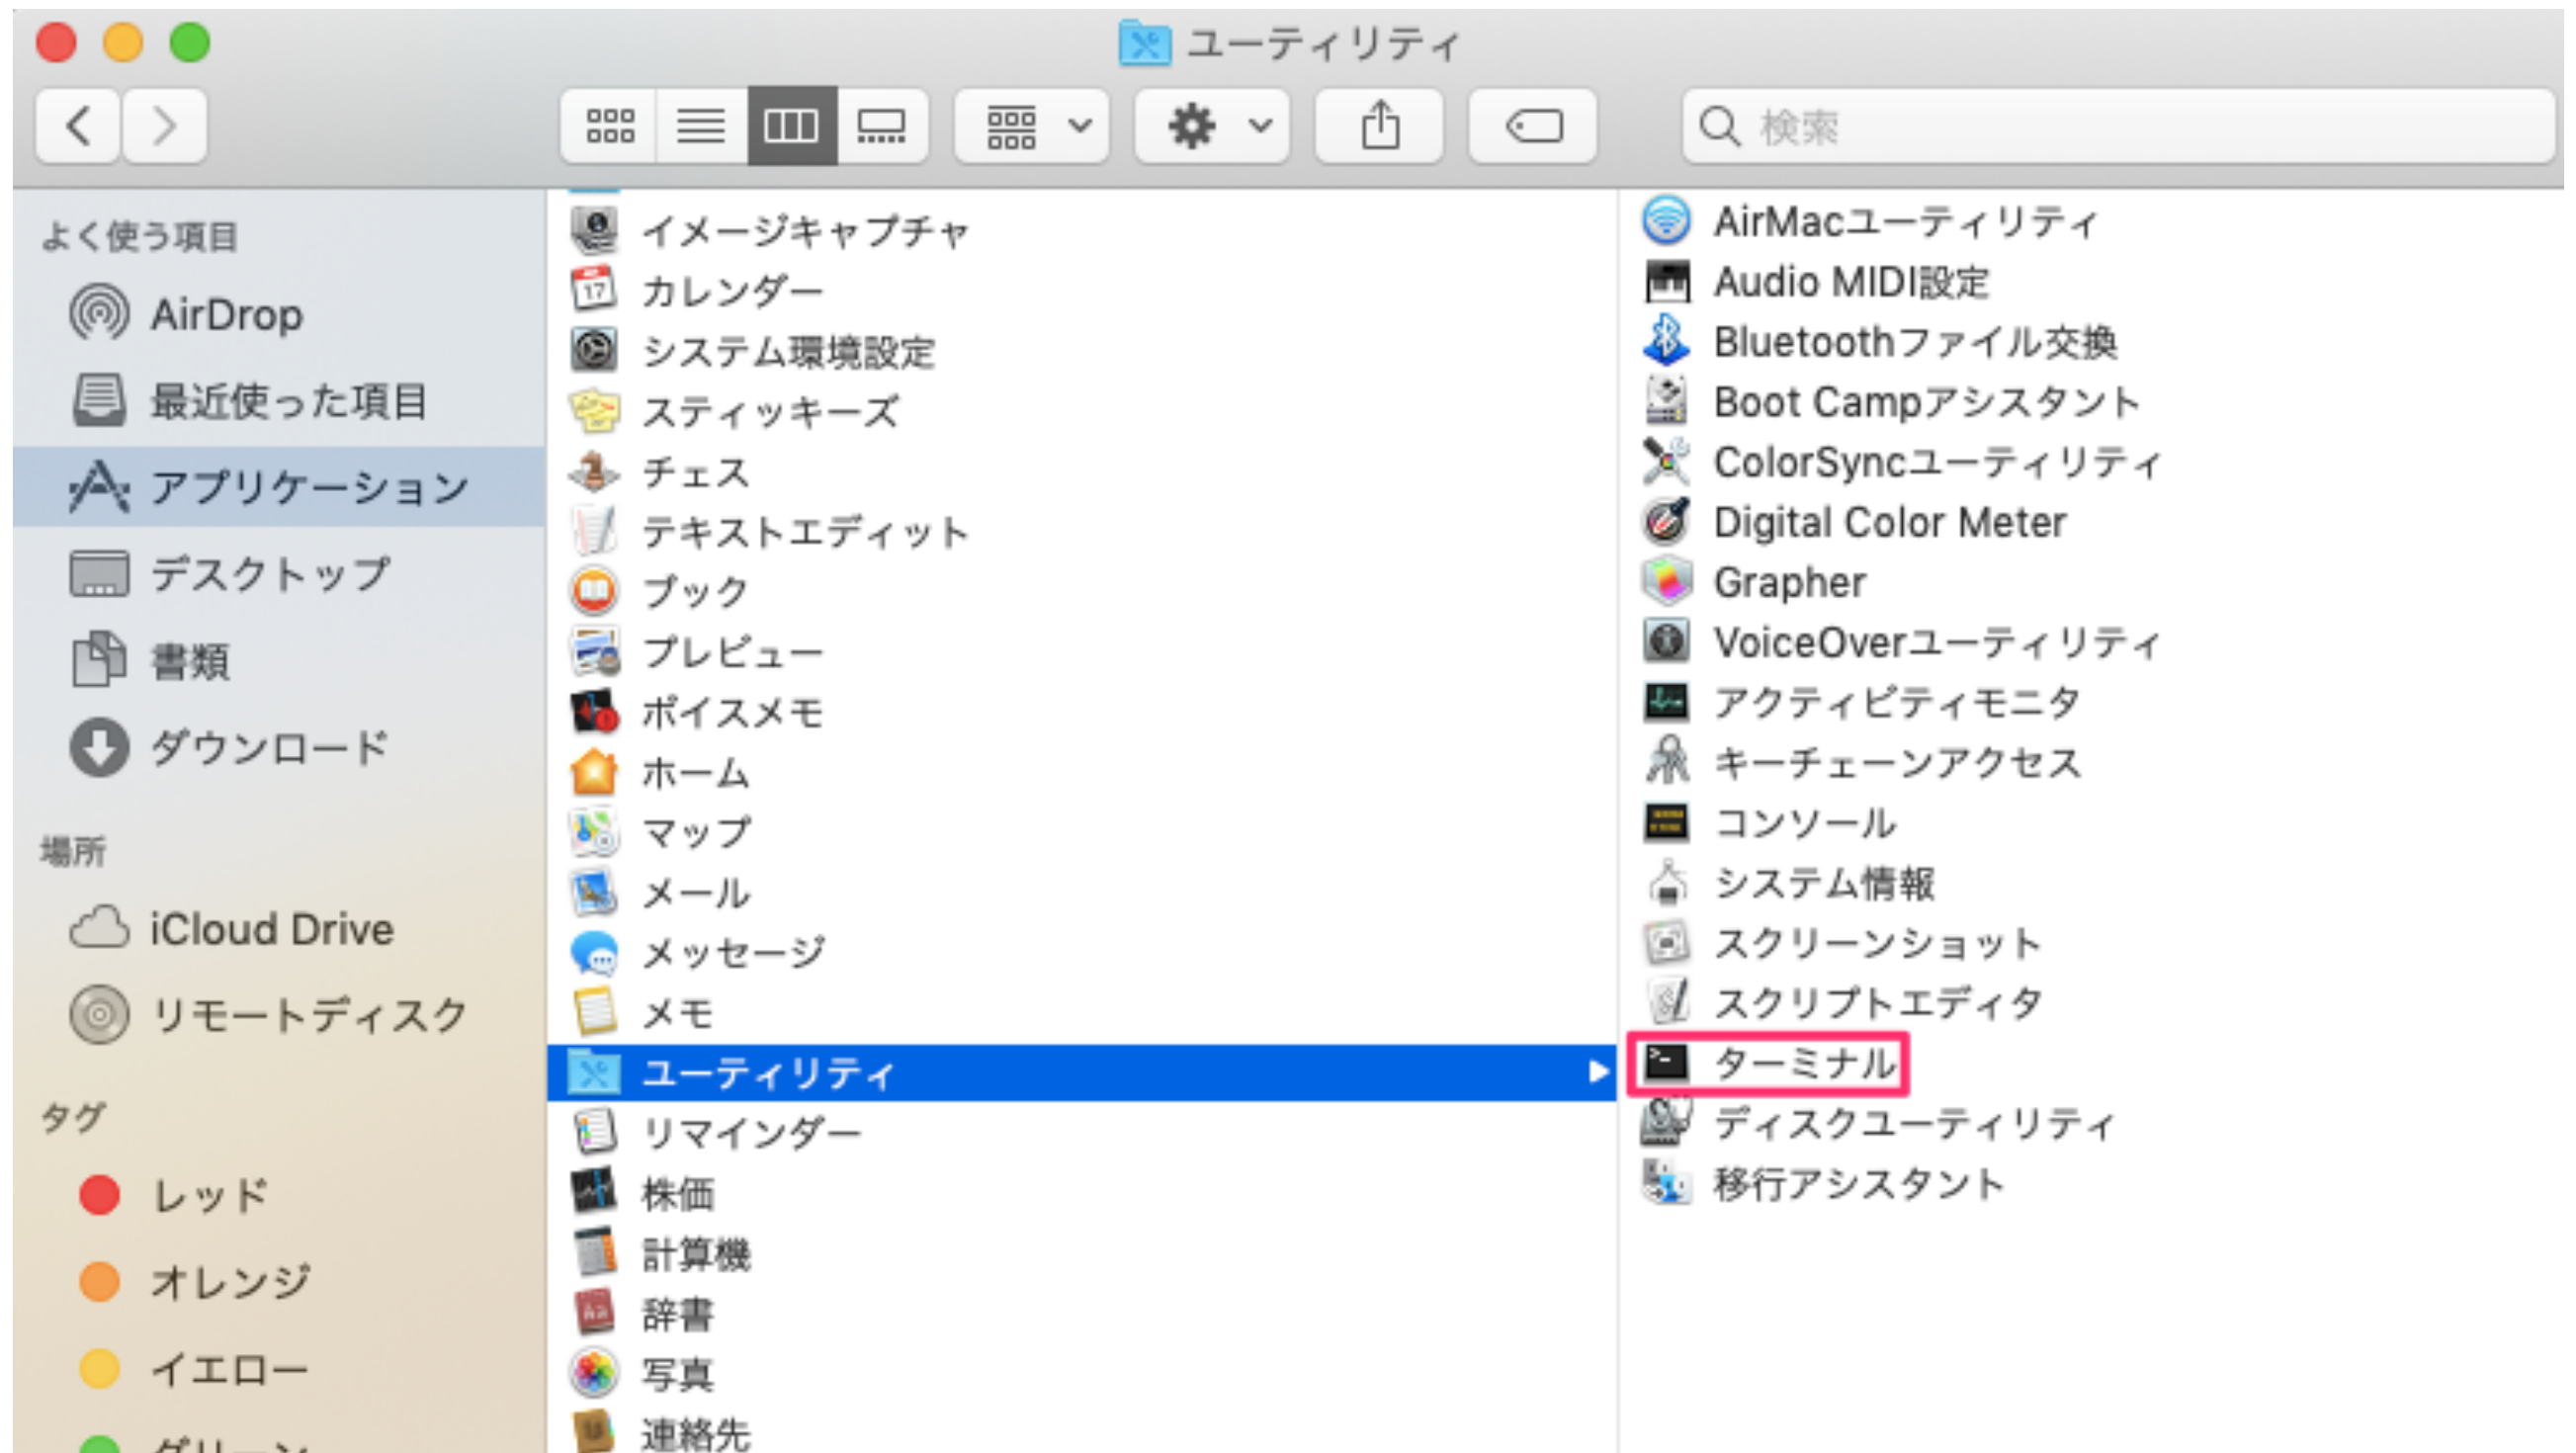 ユーティリティ
検索
よく使う項目
AirDrop
最近使った項目
アプリケーション
デスクトップ
書類
ダウンロード
場所
iCloud Drive
リモートディスク
タグ
レッド
オレンジ
イエロー
グリーン
イメージキャプチャ
カレンダー
システム環境設定
スティッキーズ
チェス
テキストエディット
ブック
プレビュー
ボイスメモ
ホーム
マップ
メール
メッセージ
メモ
ユーティリティ
リマインダー
株価
計算機
辞書
写真
連絡先
AirMacユーティリティ
Audio MIDI設定
Bluetoothファイル交換
Boot Campアシスタント
ColorSyncユーティリティ
Digital Color Meter
Grapher
VoiceOverユーティリティ
アクティビティモニタ
キーチェーンアクセス
コンソール
システム情報
スクリーンショット
スクリプトエディタ
ターミナル
ディスクユーティリティ
移行アシスタント